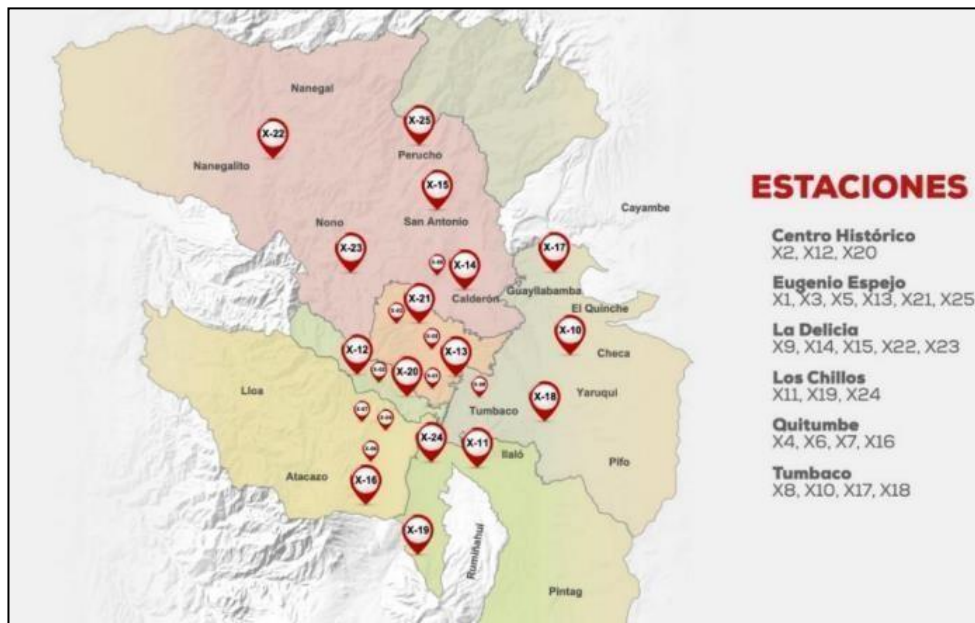 Nanegal
X-25
X-22
Perucho
Nanegalito
X-15
Cayambe
San Antonio
Nono
X-23
X-17
X-14
Guayllabamba
Calderón
X-21
El Quinche
X-10
X-12
X-13
Checa
X-20
Lloa
Yaruqui
X-18
Tumbaco
X-24
X-11
Ilaló
Pifo
Atacazo
X-16
X-19
Rumiñahui
Pintag
ESTACIONES
Centro Histórico
X2, X12, X20
Eugenio Espejo
X1, X3, X5, X13, X21, X25
La Delicia
X9, X14, X15, X22, X23
Los Chillos
X11, X19, X24
Quitumbe
X4, X6, X7, X16
Tumbaco
X8, X10, X17, X18